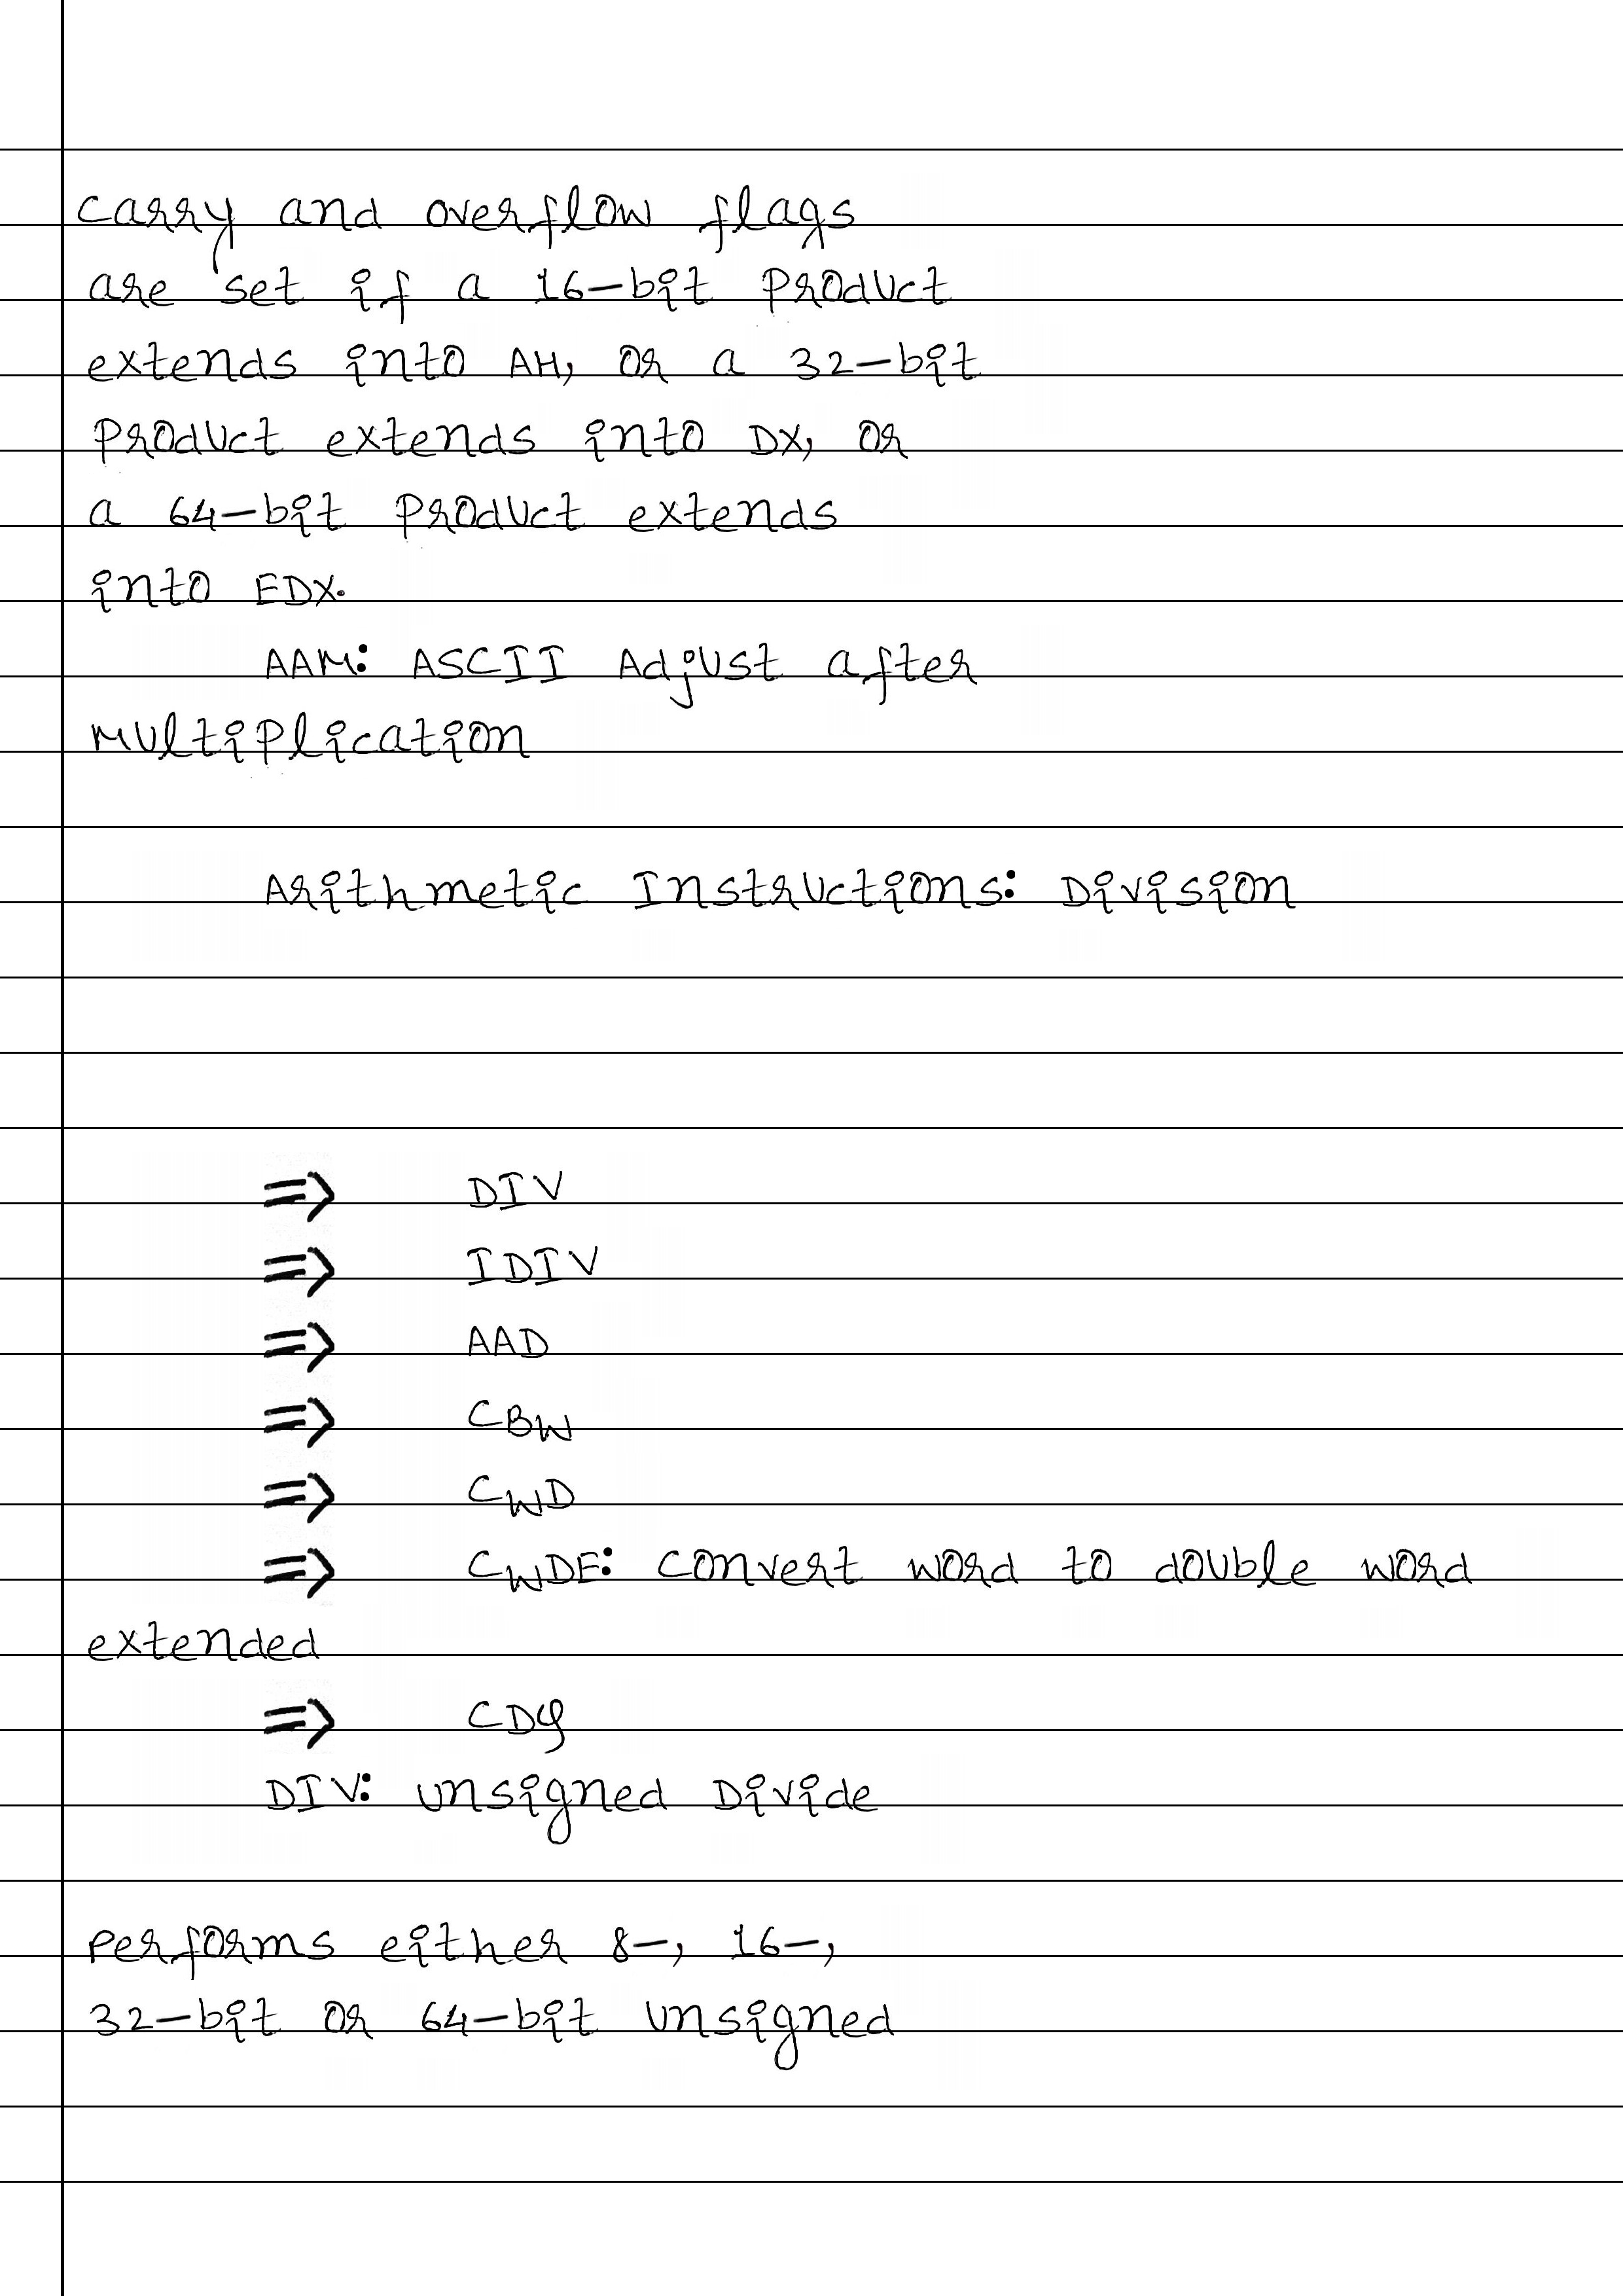 carry and overflow flags
are set if a 16-bit product
extends into AH, or a 32-bit
product extends into DX, or
a 64-bit product extends
into EDX.
AAM: ASCII Adjust after
Multiplication
Arithmetic Instructions: Division
=> DIV
=> IDIV
=> AAD
=> CBW
=> CWD
=> CWDE: convert word to double word
extended
=> CDQ
DIV: unsigned Divide
performs either 8-, 16-,
32-bit or 64-bit unsigned